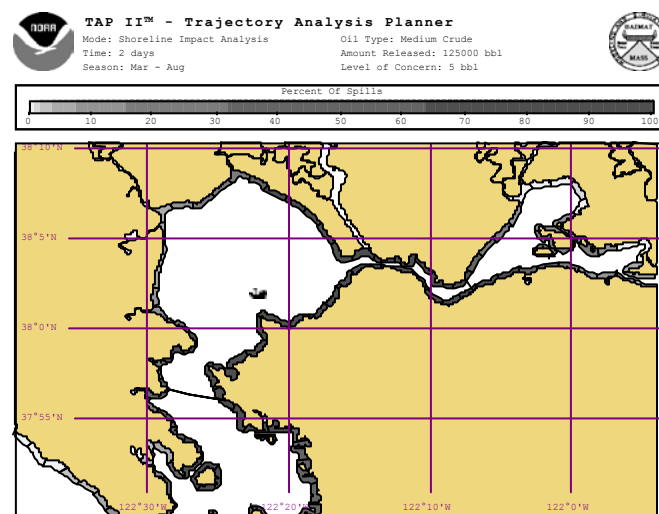 NOAA
TAP II™ - Trajectory Analysis Planner
Mode: Shoreline Impact Analysis
Oil Type: Medium Crude
Time: 2 days
Amount Released: 125000 bbl
Season: Mar - Aug
Level of Concern: 5 bbl
HAZMAT
MASS
Percent Of Spills
0 10 20 30 40 50 60 70 80 90 100
38°10'N
38°5'N
38°0'N
37°55'N
122°30'W 122°20'W 122°10'W 122°0'W